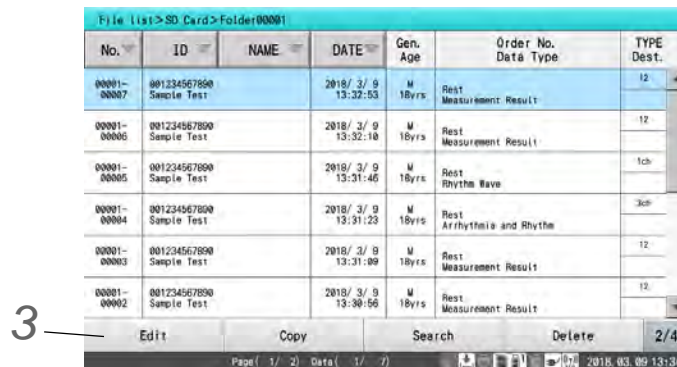 File list>SD Card>Folder00001
No. ID NAME DATE Gen. Age Order No. Data Type TYPE Dest.
00001-00007 001234567890 Sample Test 2018/ 3/ 9 13:32:53 M 18yrs Rest Measurement Result 12
00001-00006 001234567890 Sample Test 2018/ 3/ 9 13:32:10 M 18yrs Rest Measurement Result 12
00001-00005 001234567890 Sample Test 2018/ 3/ 9 13:31:46 M 18yrs Rest Rhythm Wave 1ch
00001-00004 001234567890 Sample Test 2018/ 3/ 9 13:31:23 M 18yrs Rest Arrhythmia and Rhythm 3ch
00001-00003 001234567890 Sample Test 2018/ 3/ 9 13:31:09 M 18yrs Rest Measurement Result 12
00001-00002 001234567890 Sample Test 2018/ 3/ 9 13:30:56 M 18yrs Rest Measurement Result 12
3
Edit Copy Search Delete 2/4
Page( 1/ 2) Data( 1/ 7) 2018.03.09